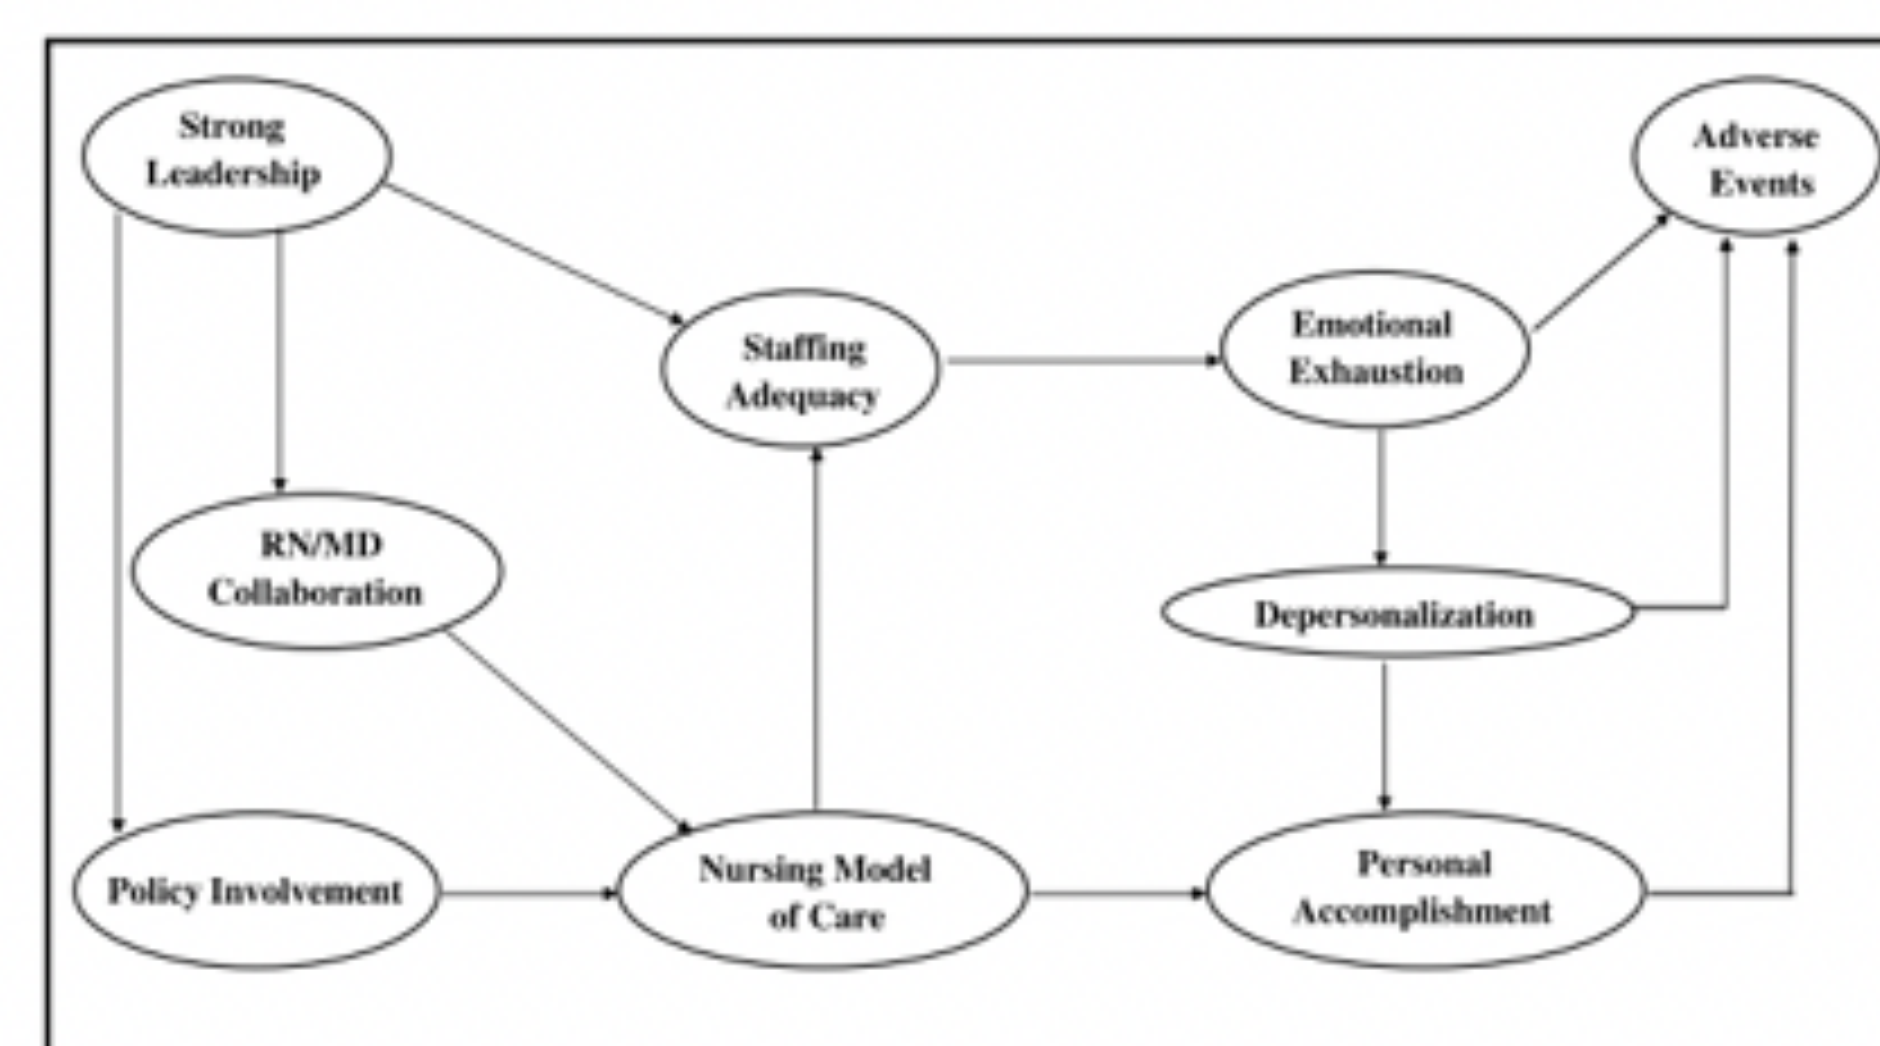 Strong
Leadership
Adverse
Events
Staffing
Adequacy
Emotional
Exhaustion
RN/MD
Collaboration
Depersonalization
Policy Involvement
Nursing Model
of Care
Personal
Accomplishment